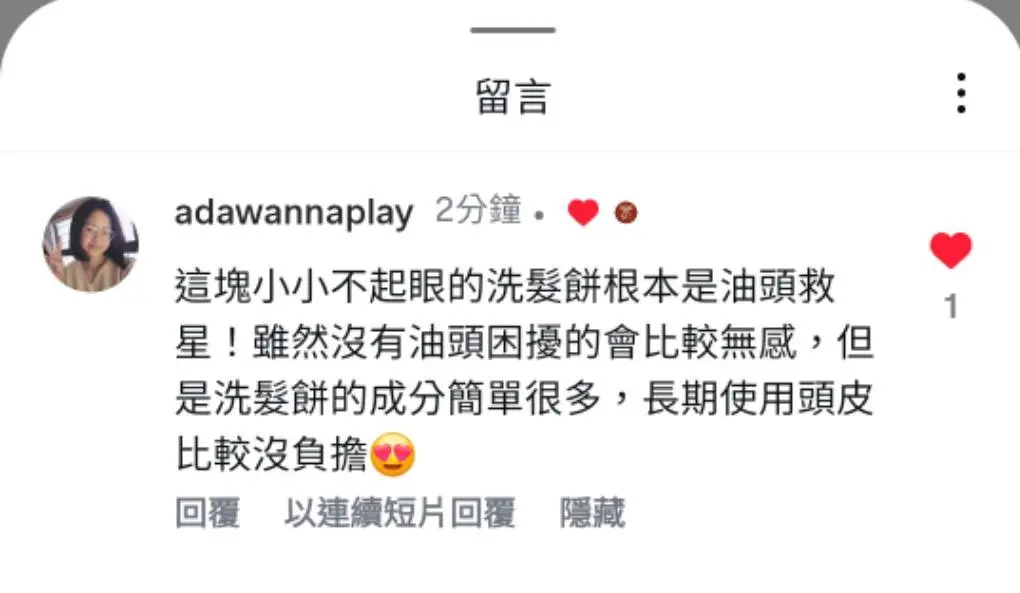 留言
adawannaplay 2分鐘 •
這塊小小不起眼的洗髮餅根本是油頭救
星！雖然沒有油頭困擾的會比較無感，但
是洗髮餅的成分簡單很多，長期使用頭皮
比較沒負擔😍
1
回覆 以連續短片回覆 隱藏